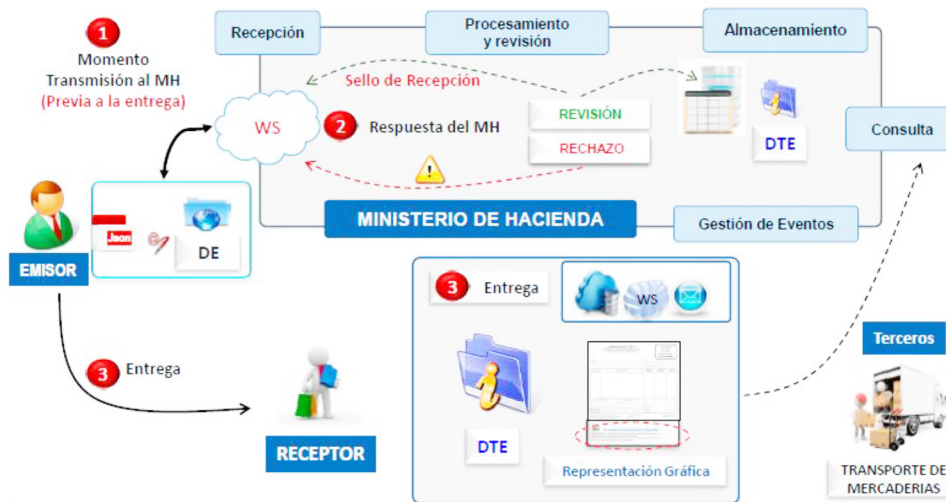 1
Momento
Transmisión al MH
(Previa a la entrega)
Recepción
Procesamiento
y revisión
Almacenamiento
Sello de Recepción
WS
2
Respuesta del MH
REVISIÓN
RECHAZO
DTE
Consulta
MINISTERIO DE HACIENDA
Gestión de Eventos
Json
DE
EMISOR
3
Entrega
WS
3
Entrega
RECEPTOR
DTE
Representación Gráfica
Terceros
TRANSPORTE DE
MERCADERIAS